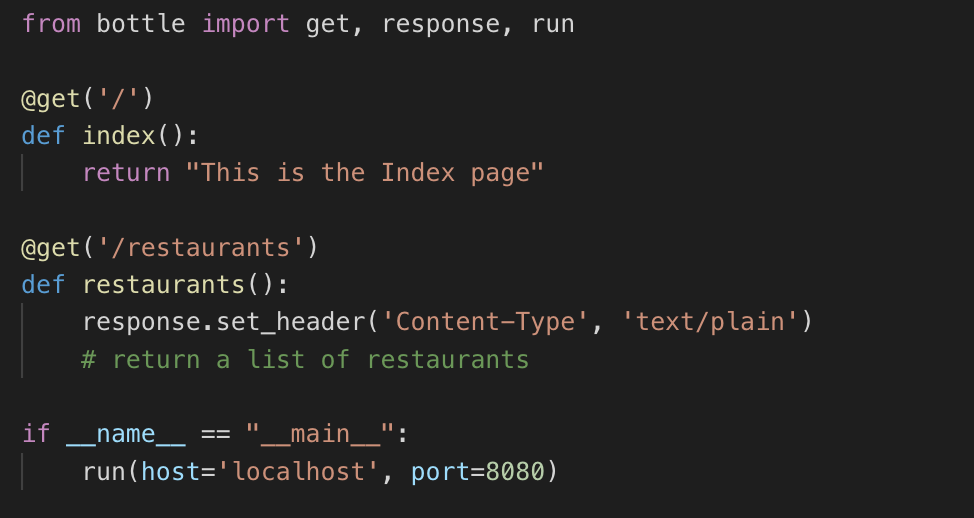 from bottle import get, response, run
@get('/')
def index():
    return "This is the Index page"
@get('/restaurants')
def restaurants():
    response.set_header('Content-Type', 'text/plain')
    # return a list of restaurants
if __name__ == "__main__":
    run(host='localhost', port=8080)